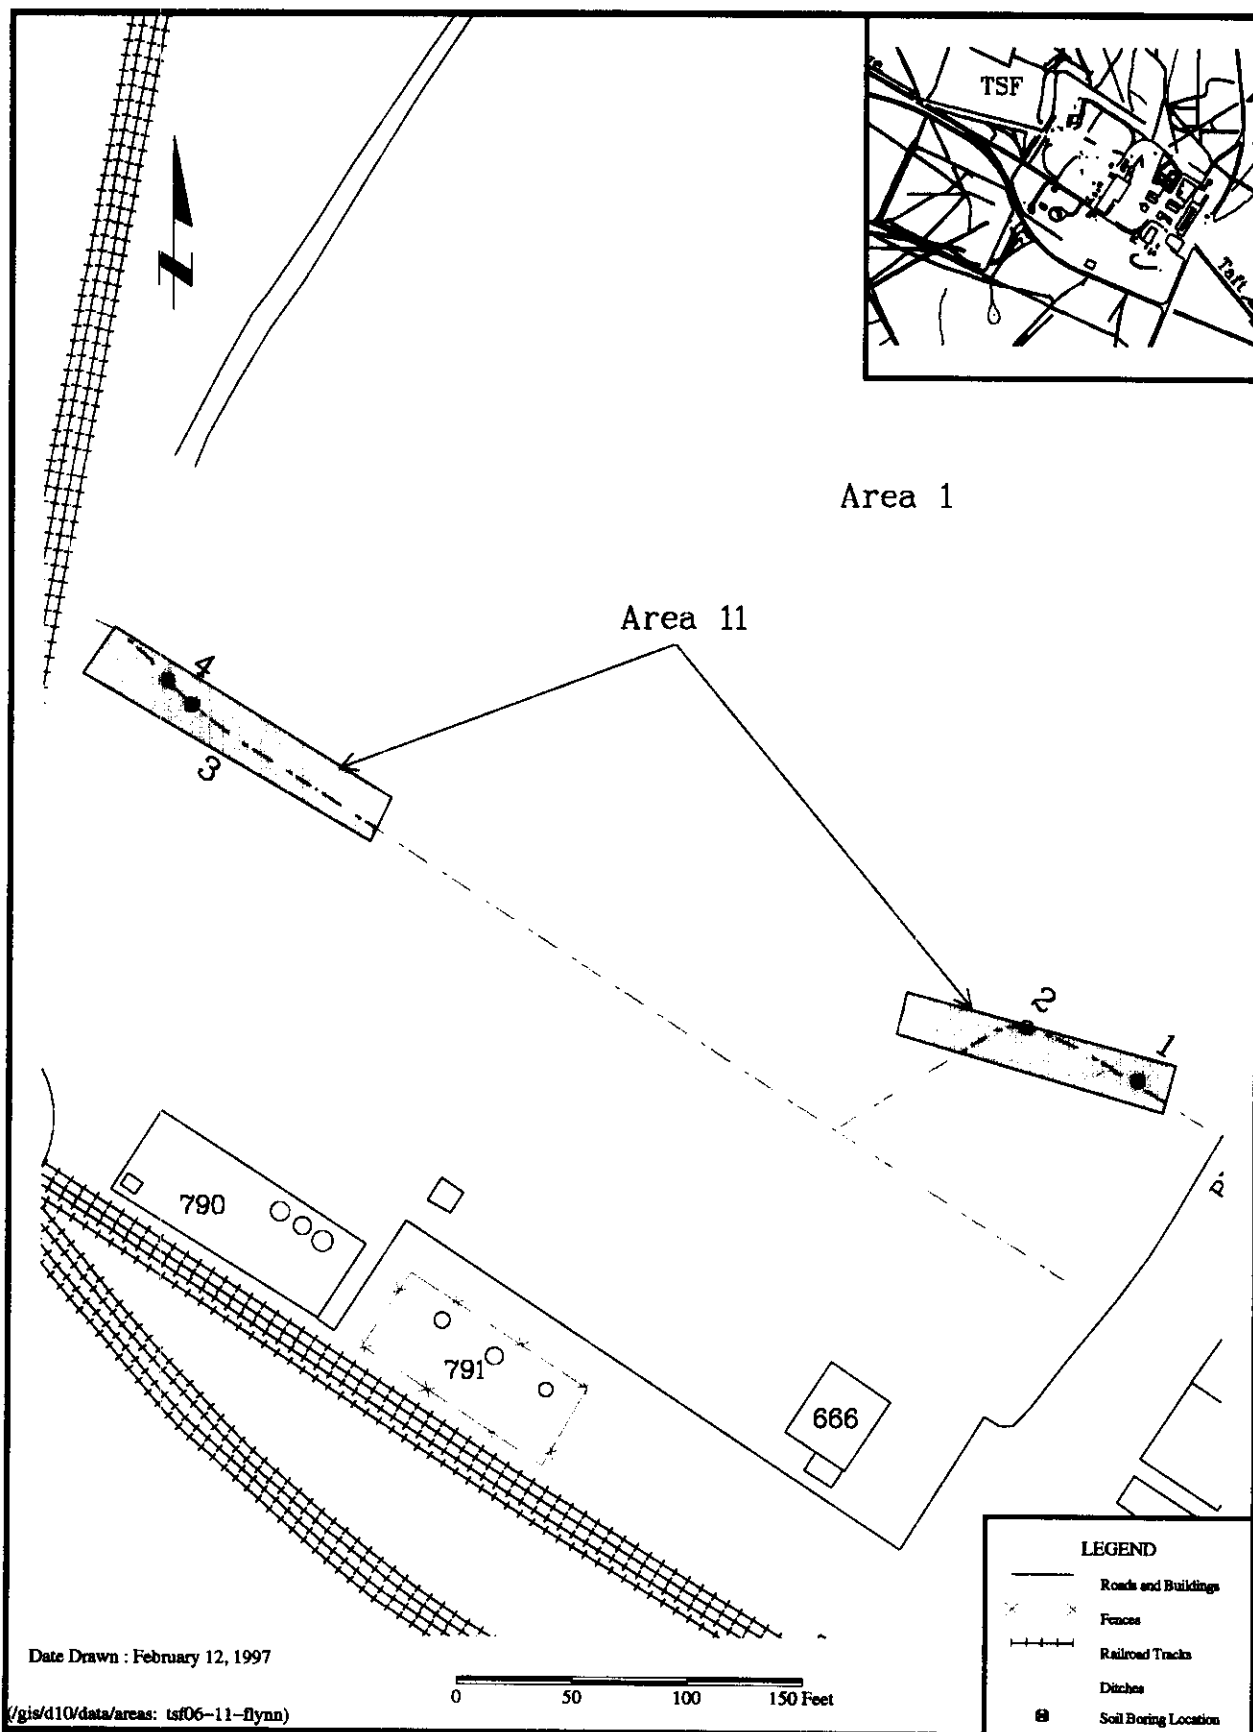 TSF
Taft
Area 1
Area 11
4
3
2
1
790
791
666
LEGEND
Roads and Buildings
Fences
Railroad Tracks
Ditches
Soil Boring Location
Date Drawn : February 12, 1997
0 50 100 150 Feet
(/gis/d10/data/areas: tsf06-11-flynn)